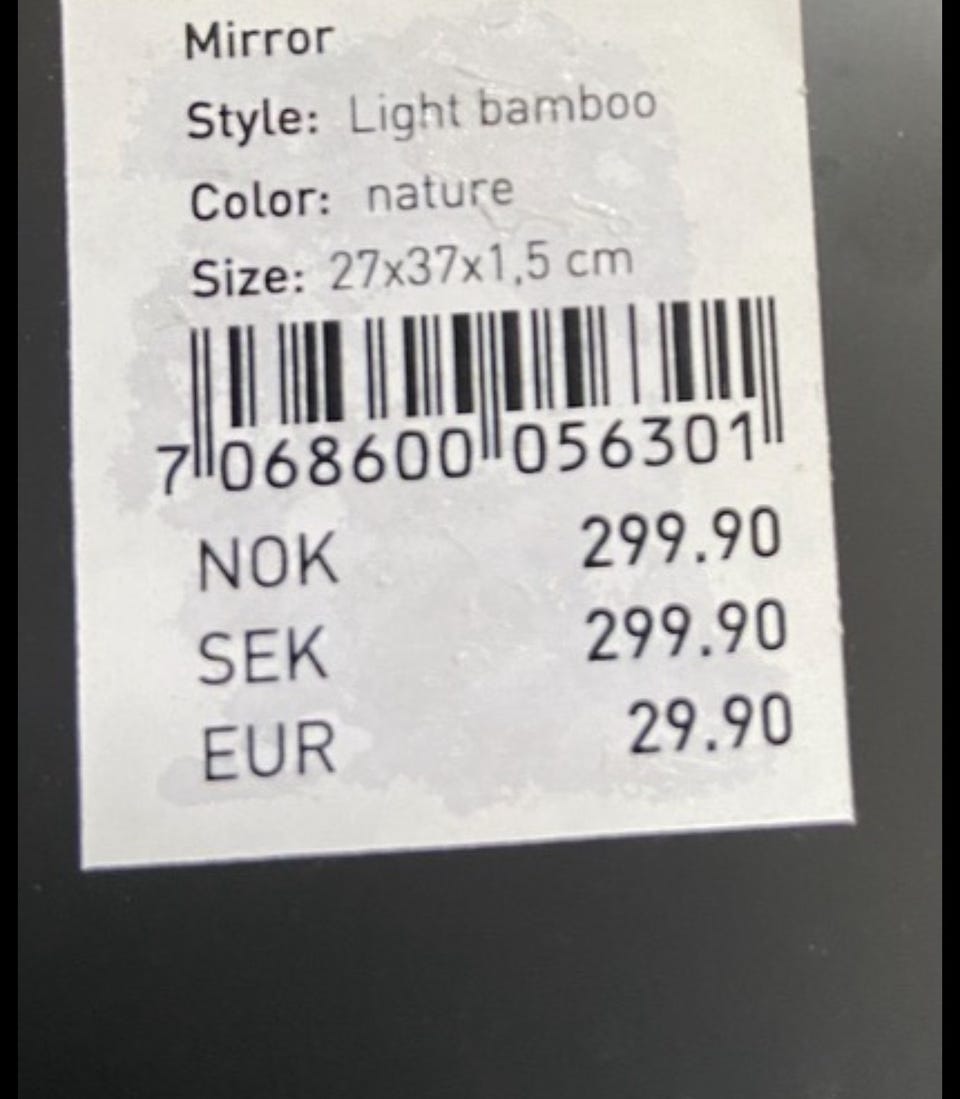 Mirror
Style: Light bamboo
Color: nature
Size: 27x37x1,5 cm
7 068600 056301
NOK 299.90
SEK 299.90
EUR 29.90